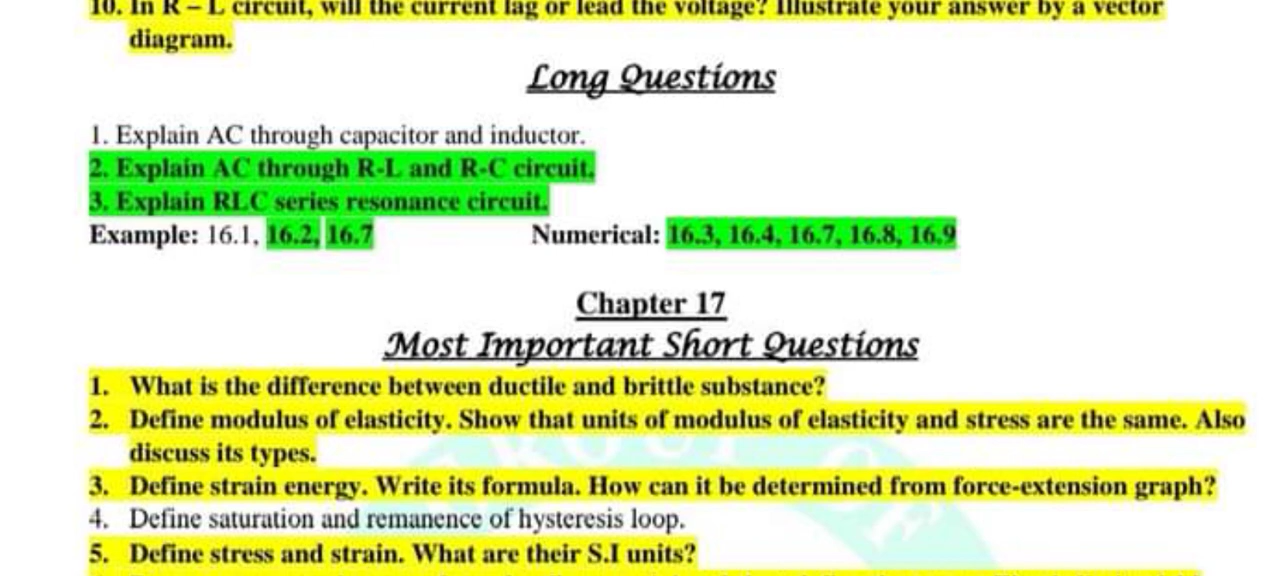 10. In R – L circuit, will the current lag or lead the voltage? Illustrate your answer by a vector
diagram.
Long Questions
1. Explain AC through capacitor and inductor.
2. Explain AC through R-L and R-C circuit.
3. Explain RLC series resonance circuit.
Example: 16.1, 16.2, 16.7 Numerical: 16.3, 16.4, 16.7, 16.8, 16.9
Chapter 17
Most Important Short Questions
1. What is the difference between ductile and brittle substance?
2. Define modulus of elasticity. Show that units of modulus of elasticity and stress are the same. Also
discuss its types.
3. Define strain energy. Write its formula. How can it be determined from force-extension graph?
4. Define saturation and remanence of hysteresis loop.
5. Define stress and strain. What are their S.I units?